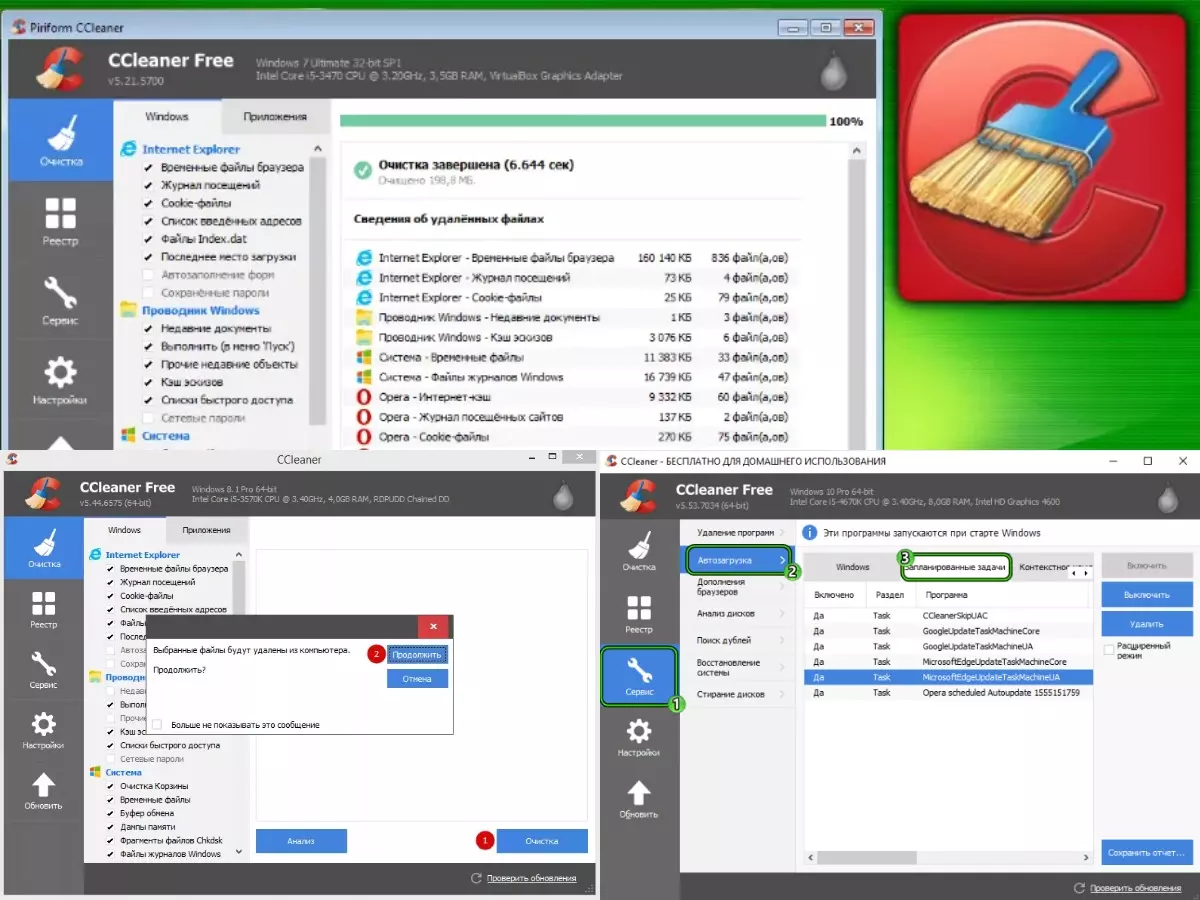 Piriform CCleaner
CCleaner Free
v5.21.5700
Windows 7 Ultimate 32-bit SP1
Intel Core i5-3470 CPU @ 3.20GHz, 3,5GB RAM, VirtualBox Graphics Adapter
Очистка
Реестр
Сервис
Настройки
Windows
Приложения
Internet Explorer
Временные файлы браузера
Журнал посещений
Cookie-файлы
Список введённых адресов
Файлы Index.dat
Последнее место загрузки
Автозаполнение форм
Сохранённые пароли
Проводник Windows
Недавние документы
Выполнить (в меню 'Пуск')
Прочие недавние объекты
Кэш эскизов
Списки быстрого доступа
Сетевые пароли
Система
100%
Очистка завершена (6.644 сек)
Очищено 198,8 МБ.
Сведения об удалённых файлах
Internet Explorer - Временные файлы браузера 160 140 КБ 836 файл(а,ов)
Internet Explorer - Журнал посещений 73 КБ 4 файл(а,ов)
Internet Explorer - Cookie-файлы 25 КБ 79 файл(а,ов)
Проводник Windows - Недавние документы 1 КБ 3 файл(а,ов)
Проводник Windows - Кэш эскизов 3 076 КБ 6 файл(а,ов)
Система - Временные файлы 11 383 КБ 33 файл(а,ов)
Система - Файлы журналов Windows 16 739 КБ 47 файл(а,ов)
Opera - Интернет-кэш 9 332 КБ 60 файл(а,ов)
Opera - Журнал посещённых сайтов 137 КБ 2 файл(а,ов)
Opera - Cookie-файлы 270 КБ 75 файл(а,ов)
CCleaner
CCleaner Free
v5.44.6575 (64-bit)
Windows 8.1 Pro 64-bit
Intel Core i5-3570K CPU @ 3.40GHz, 4,0GB RAM, RDPUDD Chained DD
Очистка
Реестр
Сервис
Настройки
Обновить
Windows
Приложения
Internet Explorer
Временные файлы браузера
Журнал посещений
Cookie-файлы
Список введённых адресов
Файлы
Послед
Автоза
Сохран
Провод
Недав
Выпол
Прочи
Кэш эс
Списки быстрого доступа
Сетевые пароли
Система
Очистка Корзины
Временные файлы
Буфер обмена
Дампы памяти
Фрагменты файлов Chkdsk
Файлы журналов Windows
Выбранные файлы будут удалены из компьютера.
Продолжить?
2
Продолжить
Отмена
Больше не показывать это сообщение
Анализ
1
Очистка
Проверить обновления
CCleaner - БЕСПЛАТНО ДЛЯ ДОМАШНЕГО ИСПОЛЬЗОВАНИЯ
CCleaner Free
v5.53.7034 (64-bit)
Windows 10 Pro 64-bit
Intel Core i5-4670K CPU @ 3.40GHz, 8,0GB RAM, Intel HD Graphics 4600
Очистка
Реестр
Сервис
1
Настройки
Обновить
Удаление программ
Автозагрузка
2
Дополнения
браузеров
Анализ дисков
Поиск дублей
Восстановление
системы
Стирание дисков
Эти программы запускаются при старте Windows
Windows
3
апланированные задачи
Контекстно
Включено Раздел Программа
Да Task CCleanerSkipUAC
Да Task GoogleUpdateTaskMachineCore
Да Task GoogleUpdateTaskMachineUA
Да Task MicrosoftEdgeUpdateTaskMachineCore
Да Task MicrosoftEdgeUpdateTaskMachineUA
Да Task Opera scheduled Autoupdate 1555151759
Включить
Выключить
Удалить
Расширенный
режим
Сохранить отчет...
Проверить обновления